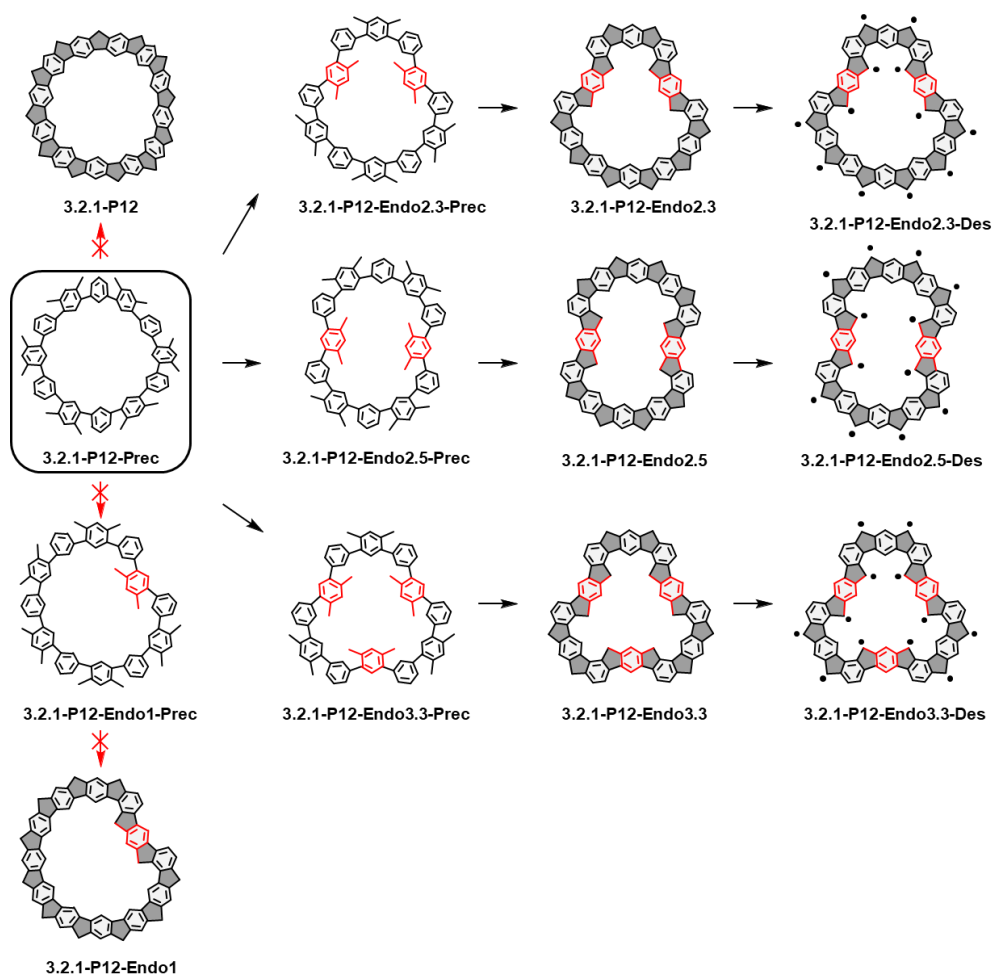 3.2.1-P12
3.2.1-P12-Endo2.3-Prec
3.2.1-P12-Endo2.3
3.2.1-P12-Endo2.3-Des
3.2.1-P12-Prec
3.2.1-P12-Endo2.5-Prec
3.2.1-P12-Endo2.5
3.2.1-P12-Endo2.5-Des
3.2.1-P12-Endo1-Prec
3.2.1-P12-Endo3.3-Prec
3.2.1-P12-Endo3.3
3.2.1-P12-Endo3.3-Des
3.2.1-P12-Endo1